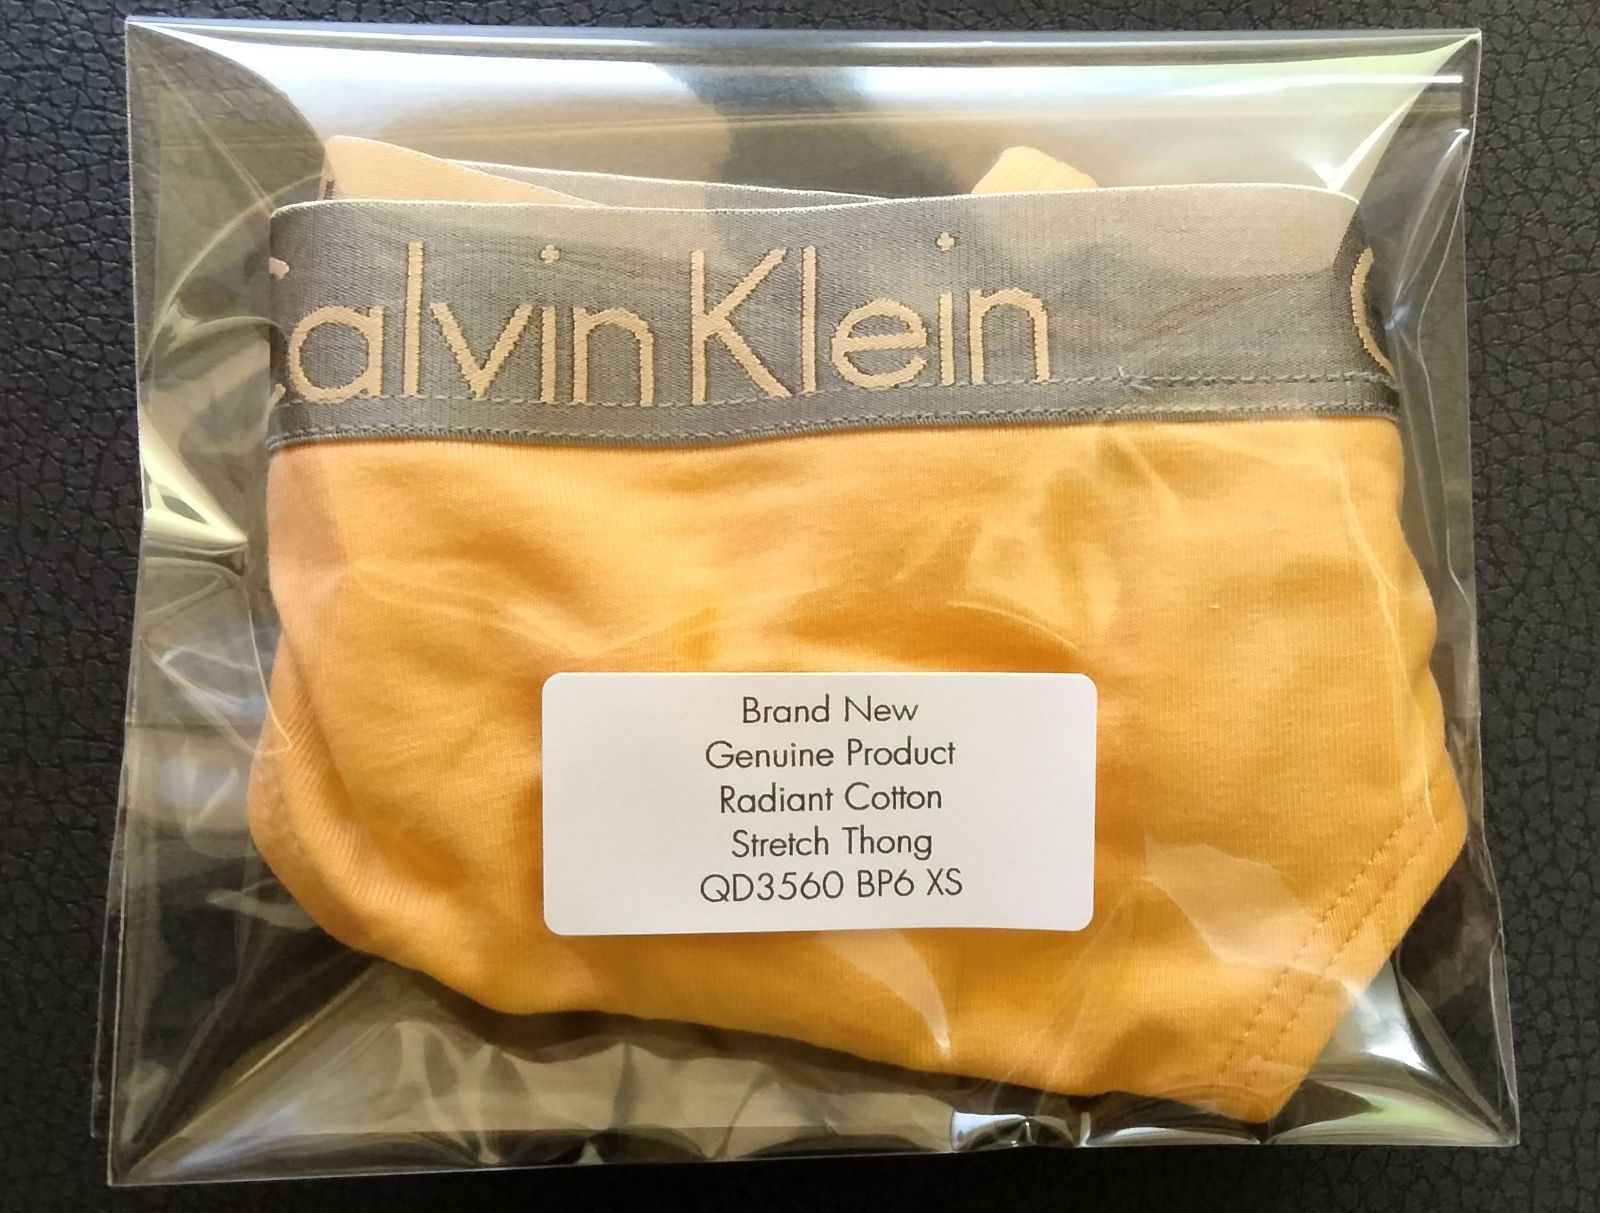 Calvin Klein C
Brand New
Genuine Product
Radiant Cotton
Stretch Thong
QD3560 BP6 XS